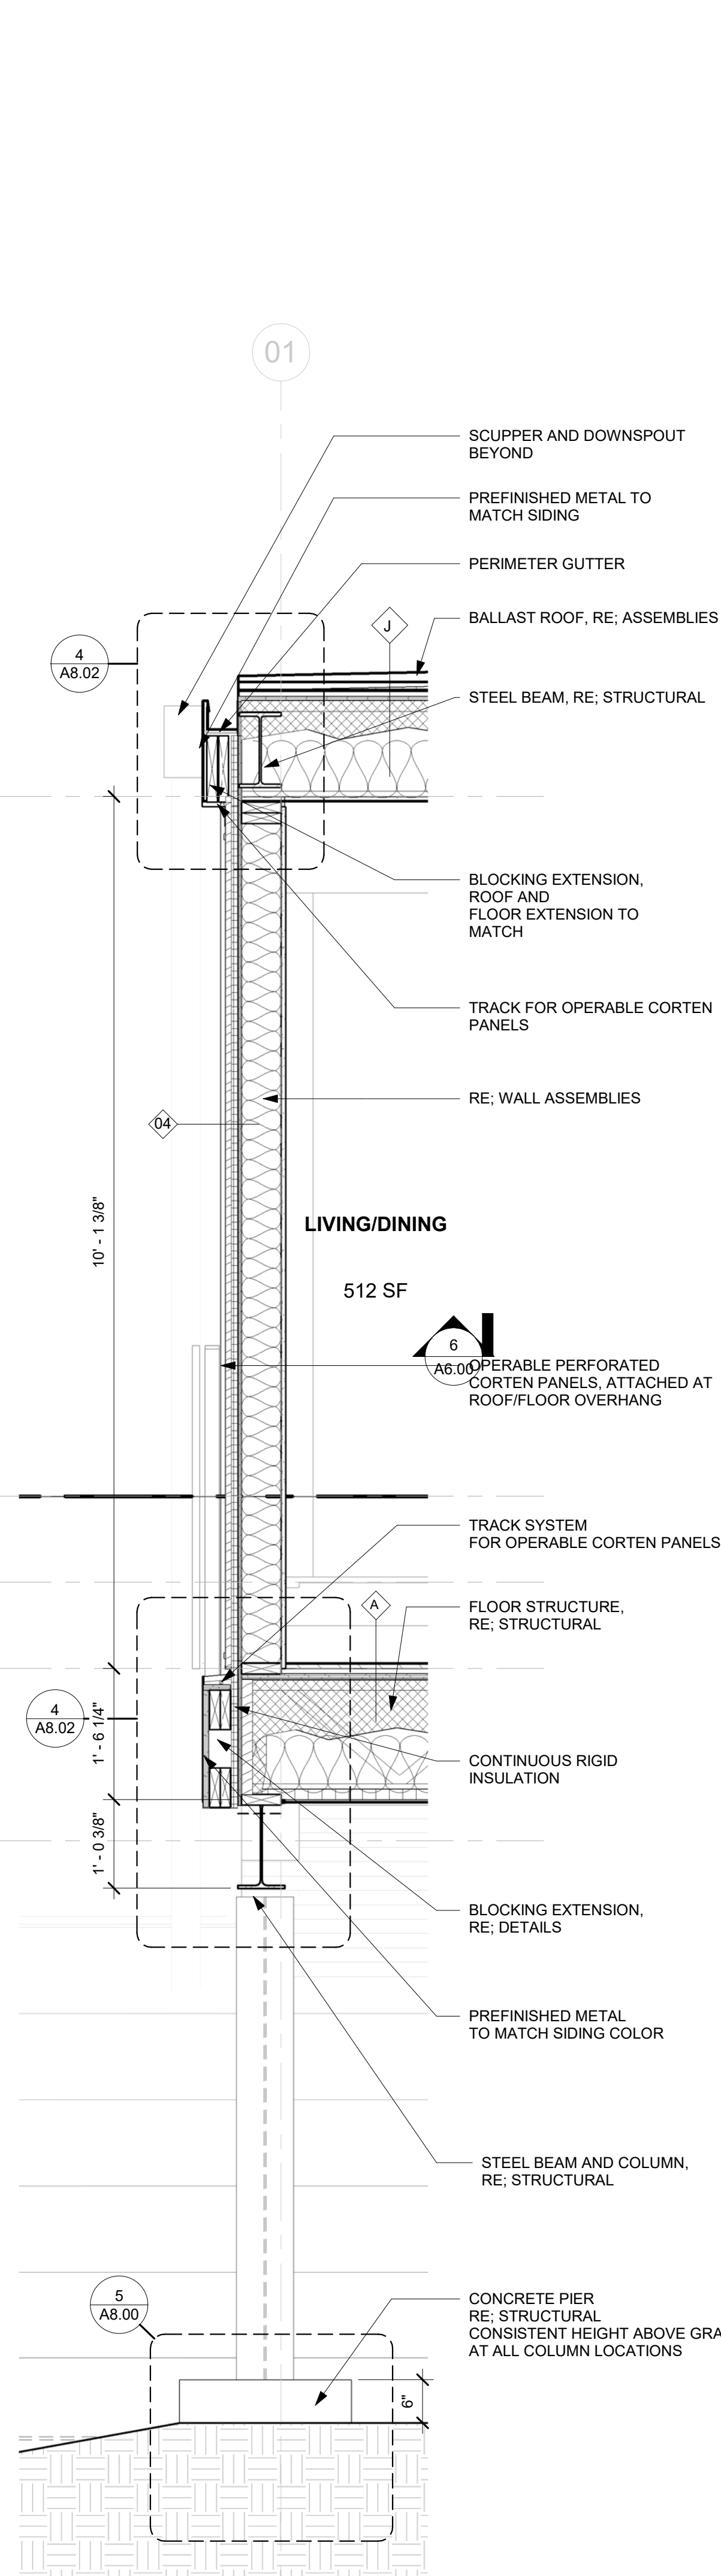 01
SCUPPER AND DOWNSPOUT
BEYOND
PREFINISHED METAL TO
MATCH SIDING
PERIMETER GUTTER
BALLAST ROOF, RE; ASSEMBLIES
J
4
A8.02
STEEL BEAM, RE; STRUCTURAL
BLOCKING EXTENSION,
ROOF AND
FLOOR EXTENSION TO
MATCH
TRACK FOR OPERABLE CORTEN
PANELS
RE; WALL ASSEMBLIES
04
10' - 1 3/8"
LIVING/DINING
512 SF
6
A6.00
OPERABLE PERFORATED
CORTEN PANELS, ATTACHED AT
ROOF/FLOOR OVERHANG
TRACK SYSTEM
FOR OPERABLE CORTEN PANELS
A
FLOOR STRUCTURE,
RE; STRUCTURAL
4
A8.02
1' - 6 1/4"
CONTINUOUS RIGID
INSULATION
1' - 0 3/8"
BLOCKING EXTENSION,
RE; DETAILS
PREFINISHED METAL
TO MATCH SIDING COLOR
STEEL BEAM AND COLUMN,
RE; STRUCTURAL
5
A8.00
CONCRETE PIER
RE; STRUCTURAL
CONSISTENT HEIGHT ABOVE GRA
AT ALL COLUMN LOCATIONS
6"